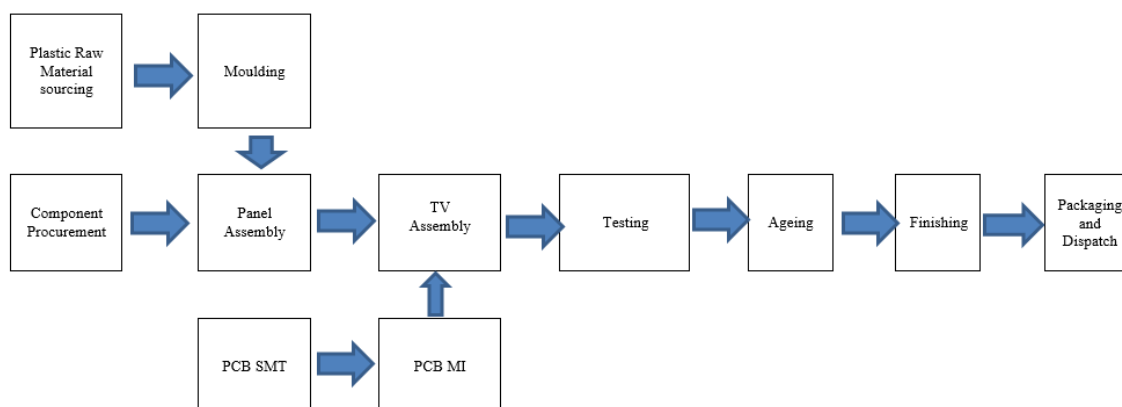 Plastic Raw
Material
sourcing
Moulding
Component
Procurement
Panel
Assembly
TV
Assembly
Testing
Ageing
Finishing
Packaging
and
Dispatch
PCB SMT
PCB MI